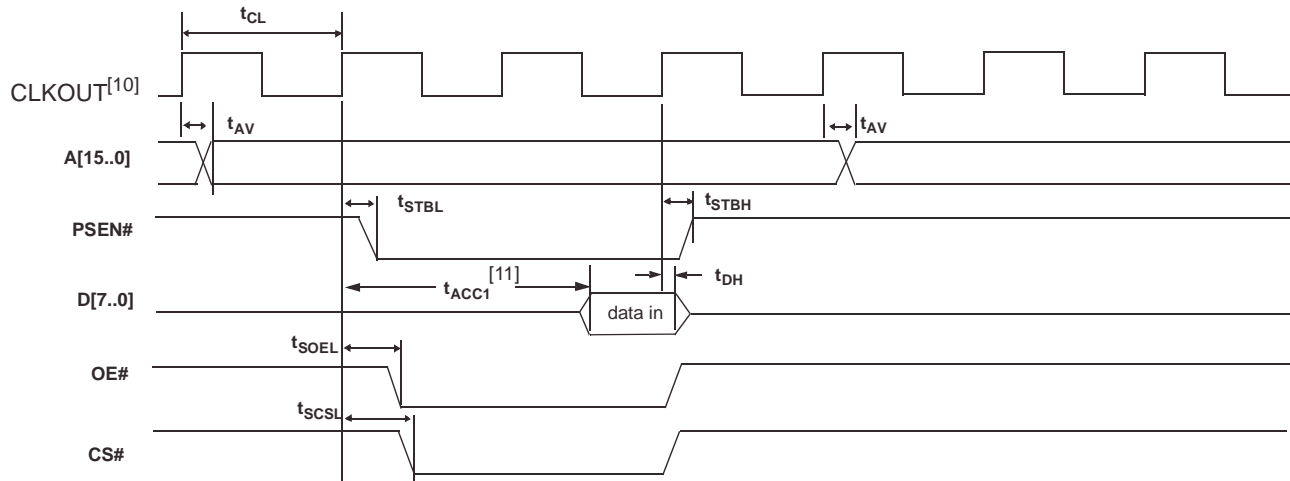 tCL
CLKOUT[10]
tAV
tAV
A[15..0]
tSTBL
tSTBH
PSEN#
[11]
tACC1
tDH
D[7..0]
data in
tSOEL
OE#
tSCSL
CS#